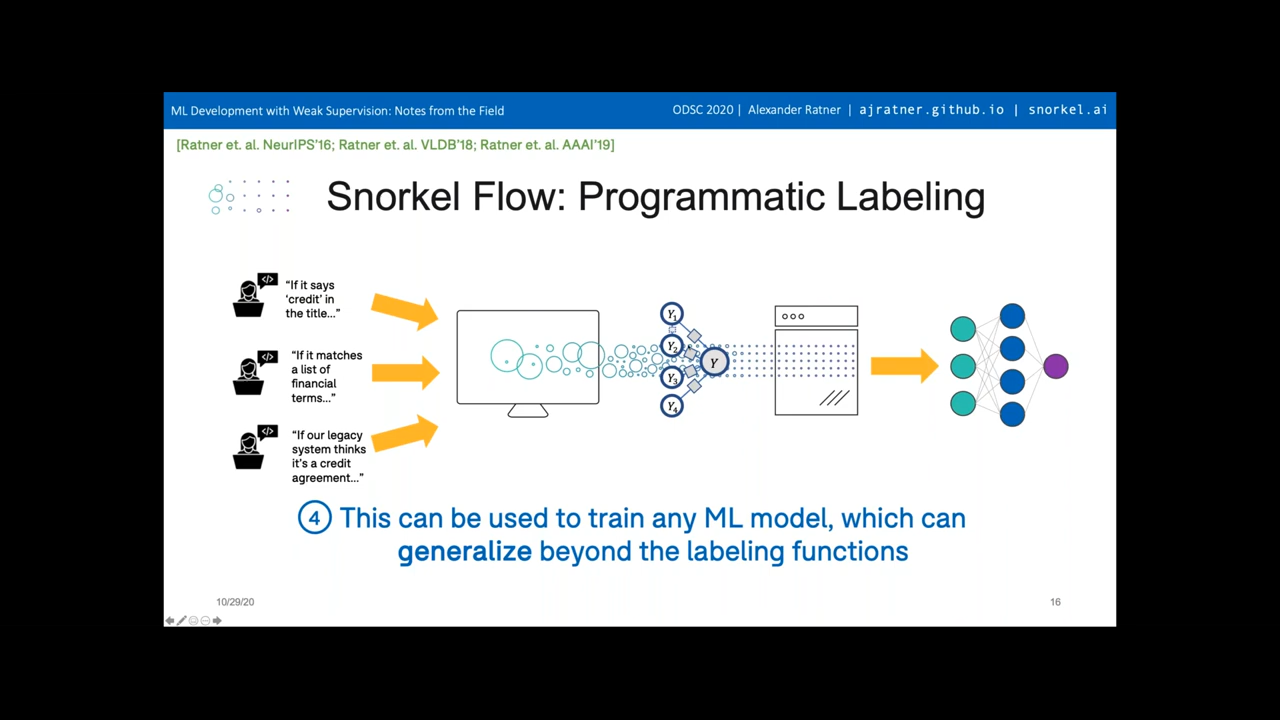 ML Development with Weak Supervision: Notes from the Field
ODSC 2020 | Alexander Ratner | ajratner.github.io | snorkel.ai
[Ratner et. al. NeurIPS'16; Ratner et. al. VLDB'18; Ratner et. al. AAAI'19]
Snorkel Flow: Programmatic Labeling
</>
“If it says
‘credit’ in
the title...”
</>
“If it matches
a list of
financial
terms...”
</>
“If our legacy
system thinks
it's a credit
agreement...”
Y1
Y2
Y3
Y4
Y
4 This can be used to train any ML model, which can
generalize beyond the labeling functions
10/29/20
16